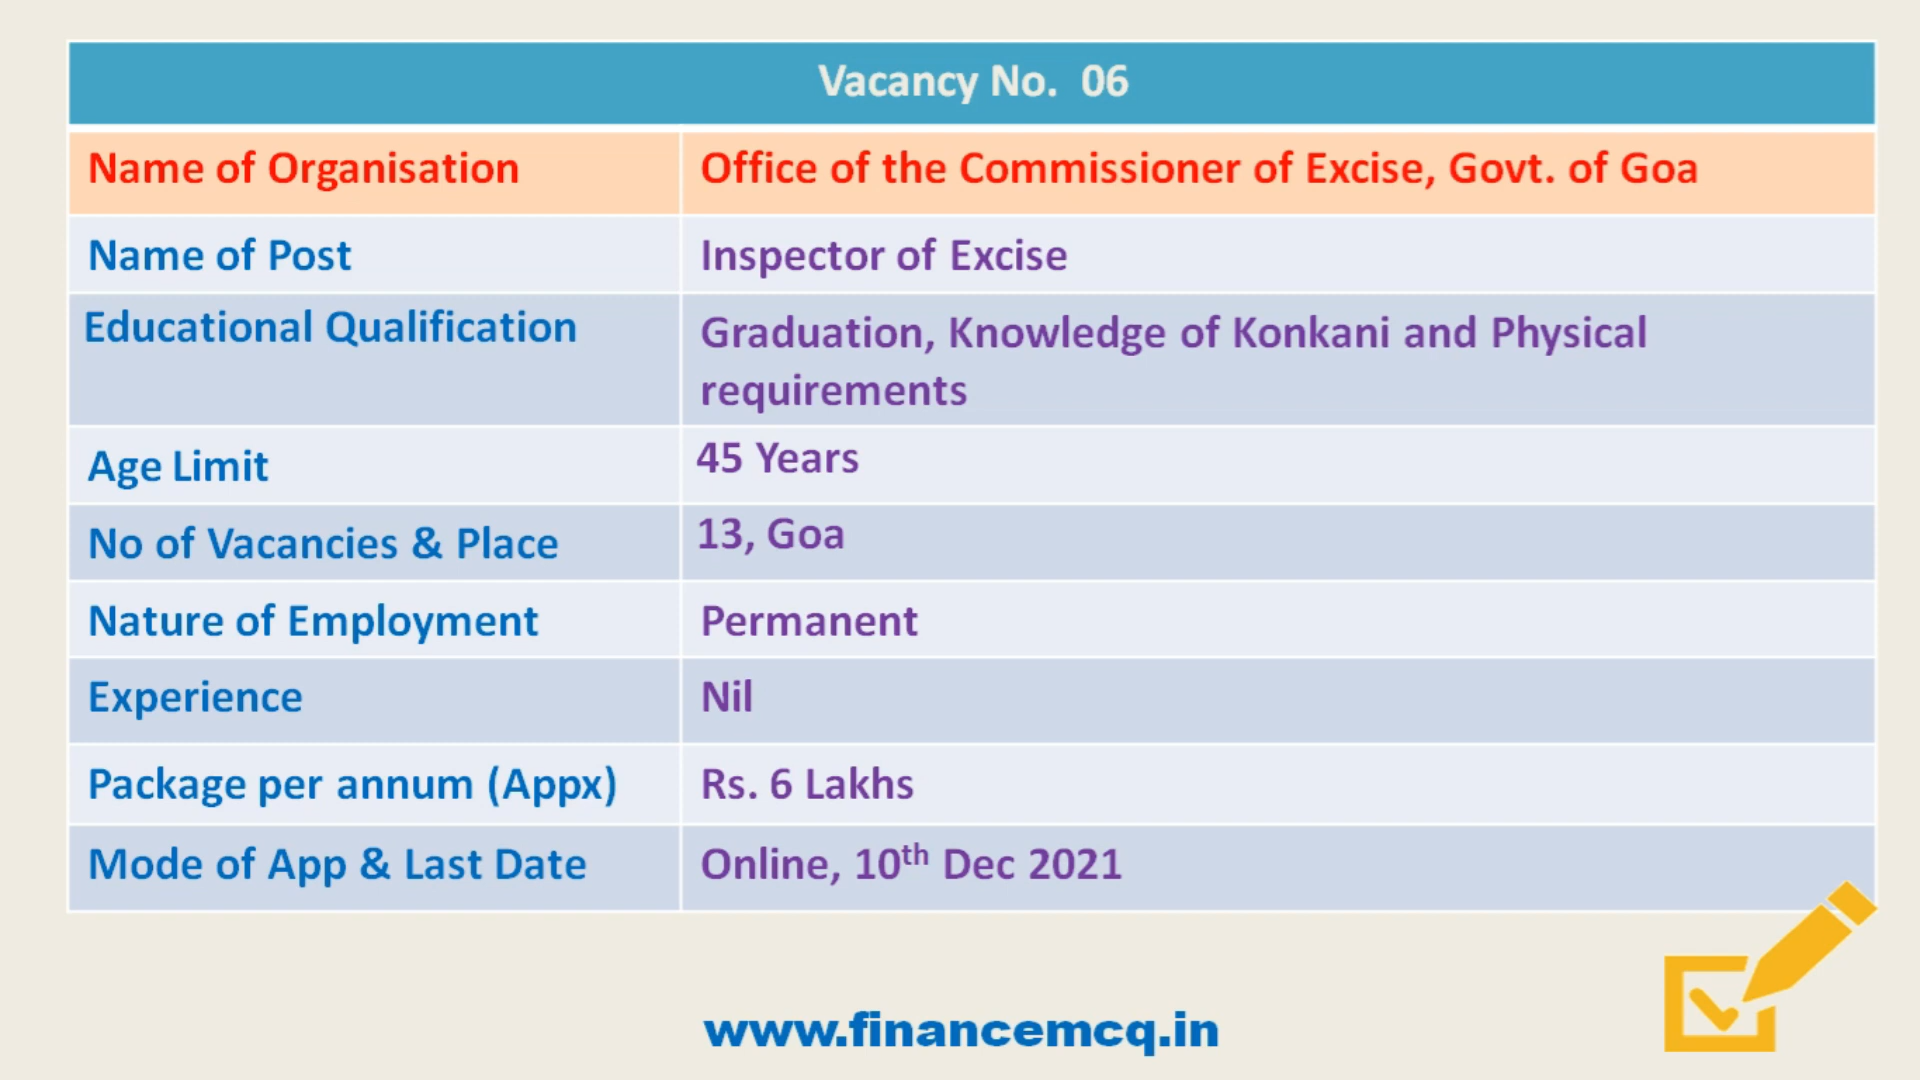 Vacancy No. 06
Name of Organisation
Office of the Commissioner of Excise, Govt. of Goa
Name of Post
Inspector of Excise
Educational Qualification
Graduation, Knowledge of Konkani and Physical
requirements
Age Limit
45 Years
No of Vacancies & Place
13, Goa
Nature of Employment
Permanent
Experience
Nil
Package per annum (Appx)
Rs. 6 Lakhs
Mode of App & Last Date
Online, 10th Dec 2021
www.financemcq.in